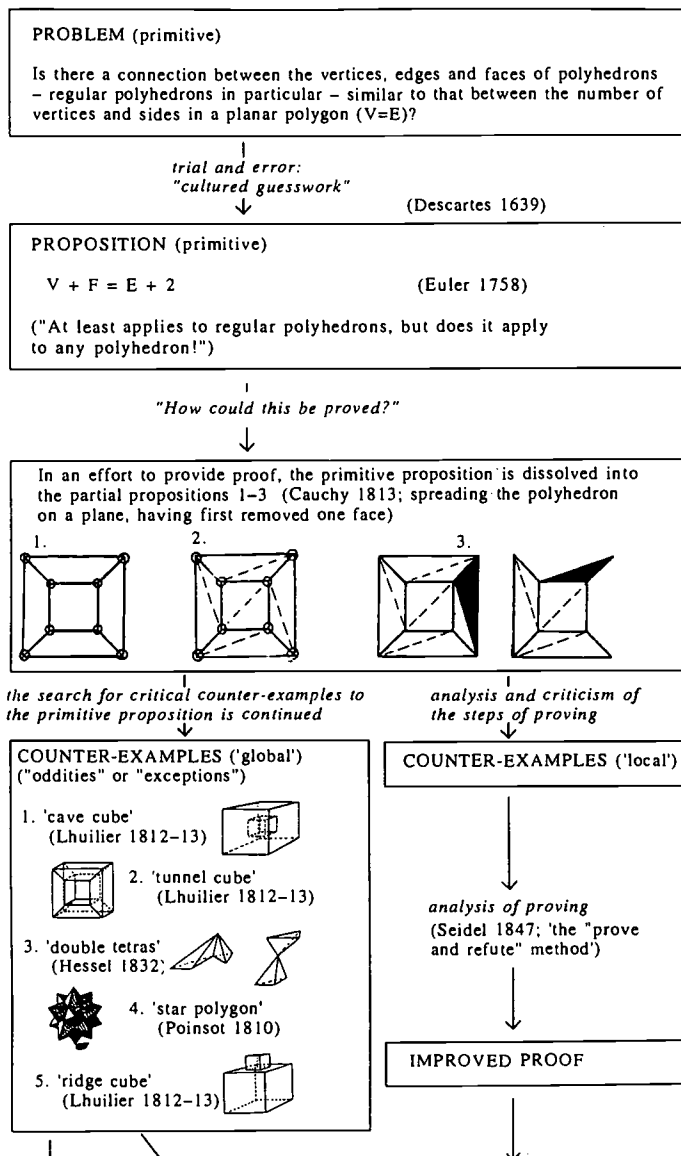 PROBLEM (primitive)
Is there a connection between the vertices, edges and faces of polyhedrons
– regular polyhedrons in particular – similar to that between the number of
vertices and sides in a planar polygon (V=E)?
trial and error:
"cultured guesswork"
(Descartes 1639)
PROPOSITION (primitive)
V + F = E + 2 (Euler 1758)
("At least applies to regular polyhedrons, but does it apply
to any polyhedron!")
"How could this be proved?"
In an effort to provide proof, the primitive proposition is dissolved into
the partial propositions 1–3 (Cauchy 1813; spreading the polyhedron
on a plane, having first removed one face)
1. 2. 3.
the search for critical counter-examples to
the primitive proposition is continued
analysis and criticism of
the steps of proving
COUNTER-EXAMPLES ('global')
("oddities" or "exceptions")
1. 'cave cube'
(Lhuilier 1812–13)
2. 'tunnel cube'
(Lhuilier 1812–13)
3. 'double tetras'
(Hessel 1832)
4. 'star polygon'
(Poinsot 1810)
5. 'ridge cube'
(Lhuilier 1812–13)
COUNTER-EXAMPLES ('local')
analysis of proving
(Seidel 1847; 'the "prove
and refute" method')
IMPROVED PROOF